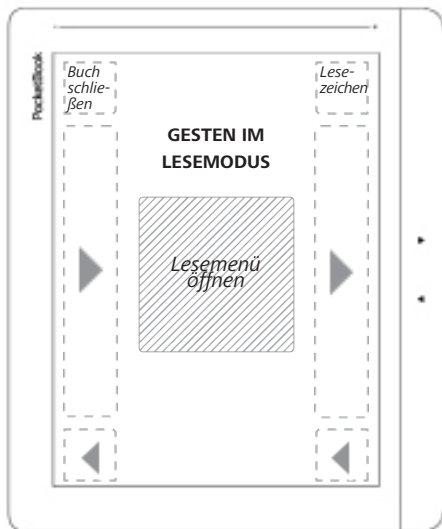 PocketBook
Buch
schlie-
ßen
Lese-
zeichen
GESTEN IM
LESEMODUS
Lesemenü
öffnen